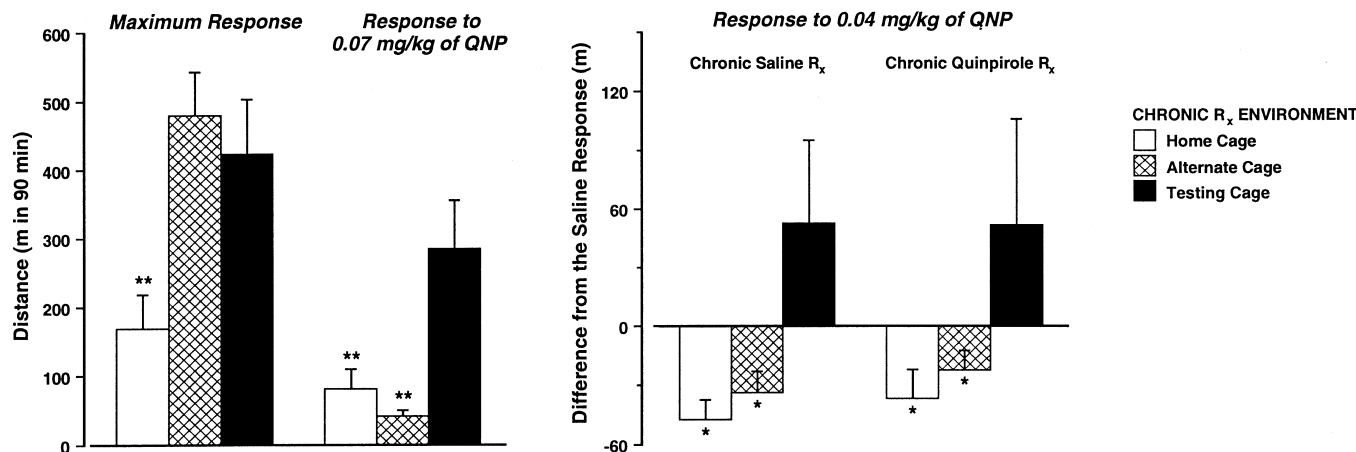 Maximum Response
Response to
0.07 mg/kg of QNP
Distance (m in 90 min)
600
500
400
300
200
100
0
**
**
**
Response to 0.04 mg/kg of QNP
Chronic Saline Rx
Chronic Quinpirole Rx
Difference from the Saline Response (m)
120
60
0
-60
*
*
*
*
CHRONIC Rx ENVIRONMENT
Home Cage
Alternate Cage
Testing Cage